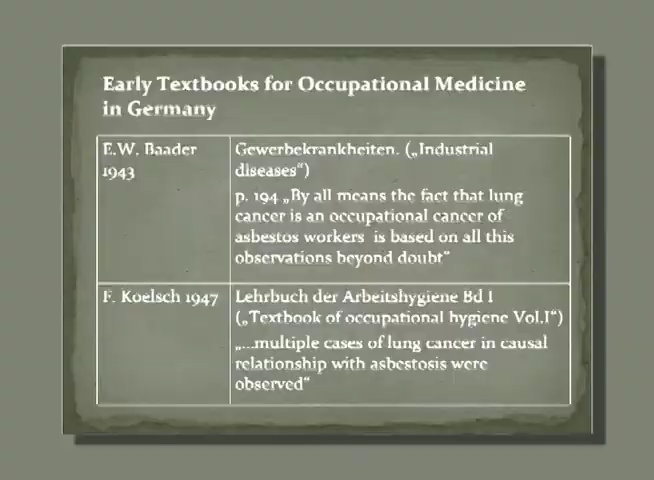 Early Textbooks for Occupational Medicine
in Germany
E.W. Baader
1943
Gewerbekrankheiten. („Industrial
diseases“)
p. 194 „By all means the fact that lung
cancer is an occupational cancer of
asbestos workers is based on all this
observations beyond doubt“
F. Koelsch 1947
Lehrbuch der Arbeitshygiene Bd I
(„Textbook of occupational hygiene Vol.I“)
„...multiple cases of lung cancer in causal
relationship with asbestosis were
observed“